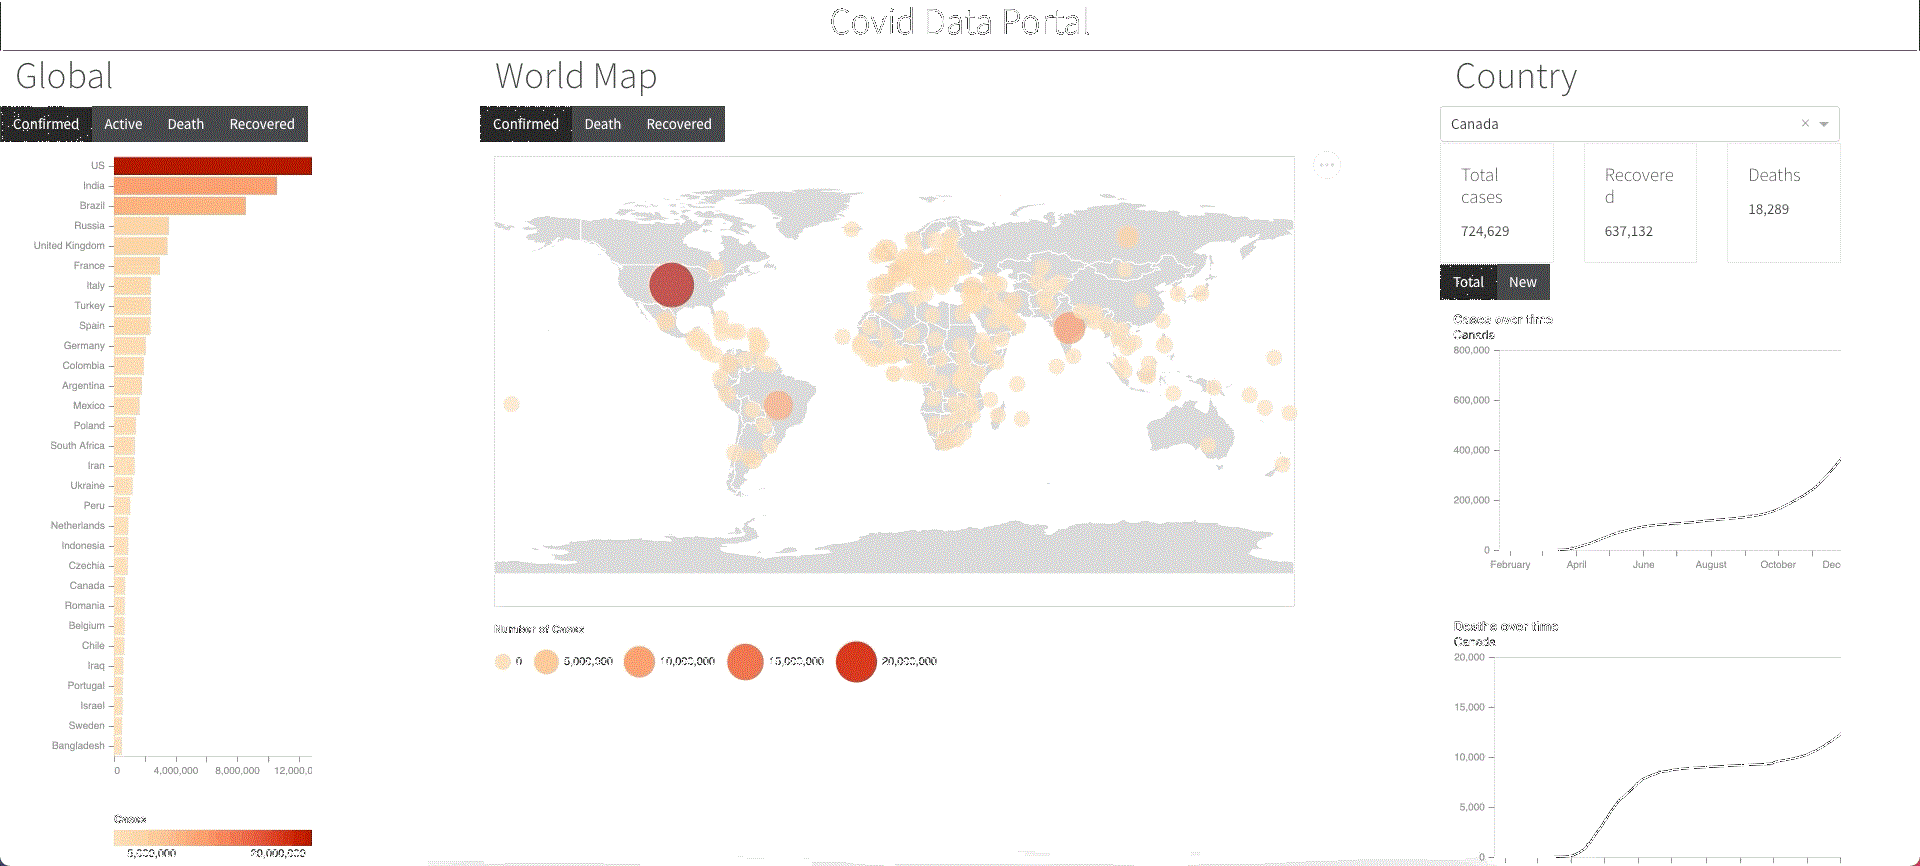 Covid Data Portal
Global
Confirmed Active Death Recovered
US
India
Brazil
Russia
United Kingdom
France
Italy
Turkey
Spain
Germany
Colombia
Argentina
Mexico
Poland
South Africa
Iran
Ukraine
Peru
Netherlands
Indonesia
Czechia
Canada
Romania
Belgium
Chile
Iraq
Portugal
Israel
Sweden
Bangladesh
0 4,000,000 8,000,000 12,000,0
Cases
5,000,000 20,000,000
World Map
Confirmed Death Recovered
Number of Cases
0 5,000,000 10,000,000 15,000,000 20,000,000
Country
Canada × 
Total
cases
724,629
Recovere
d
637,132
Deaths
18,289
Total New
Cases over time
Canada
800,000
600,000
400,000
200,000
0
February April June August October Dec
Deaths over time
Canada
20,000
15,000
10,000
5,000
0